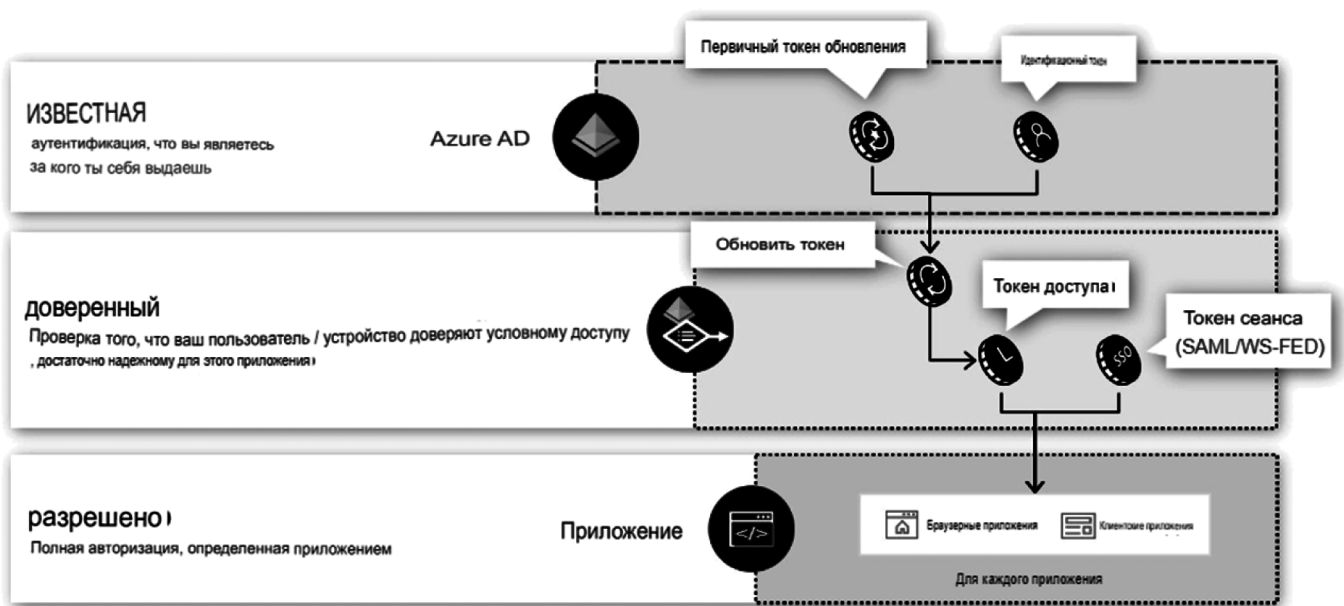 Первичный токен обновления
Идентификационный токен
ИЗВЕСТНАЯ
аутентификация, что вы являетесь
за кого ты себя выдаешь
Azure AD
Обновить токен
Токен доступа
Токен сеанса
(SAML/WS-FED)
SSO
доверенный
Проверка того, что ваш пользователь / устройство доверяют условному доступу
, достаточно надежному для этого приложения
разрешено
Полная авторизация, определенная приложением
Приложение
</>
Браузерные приложения
Клиентские приложения
Для каждого приложения